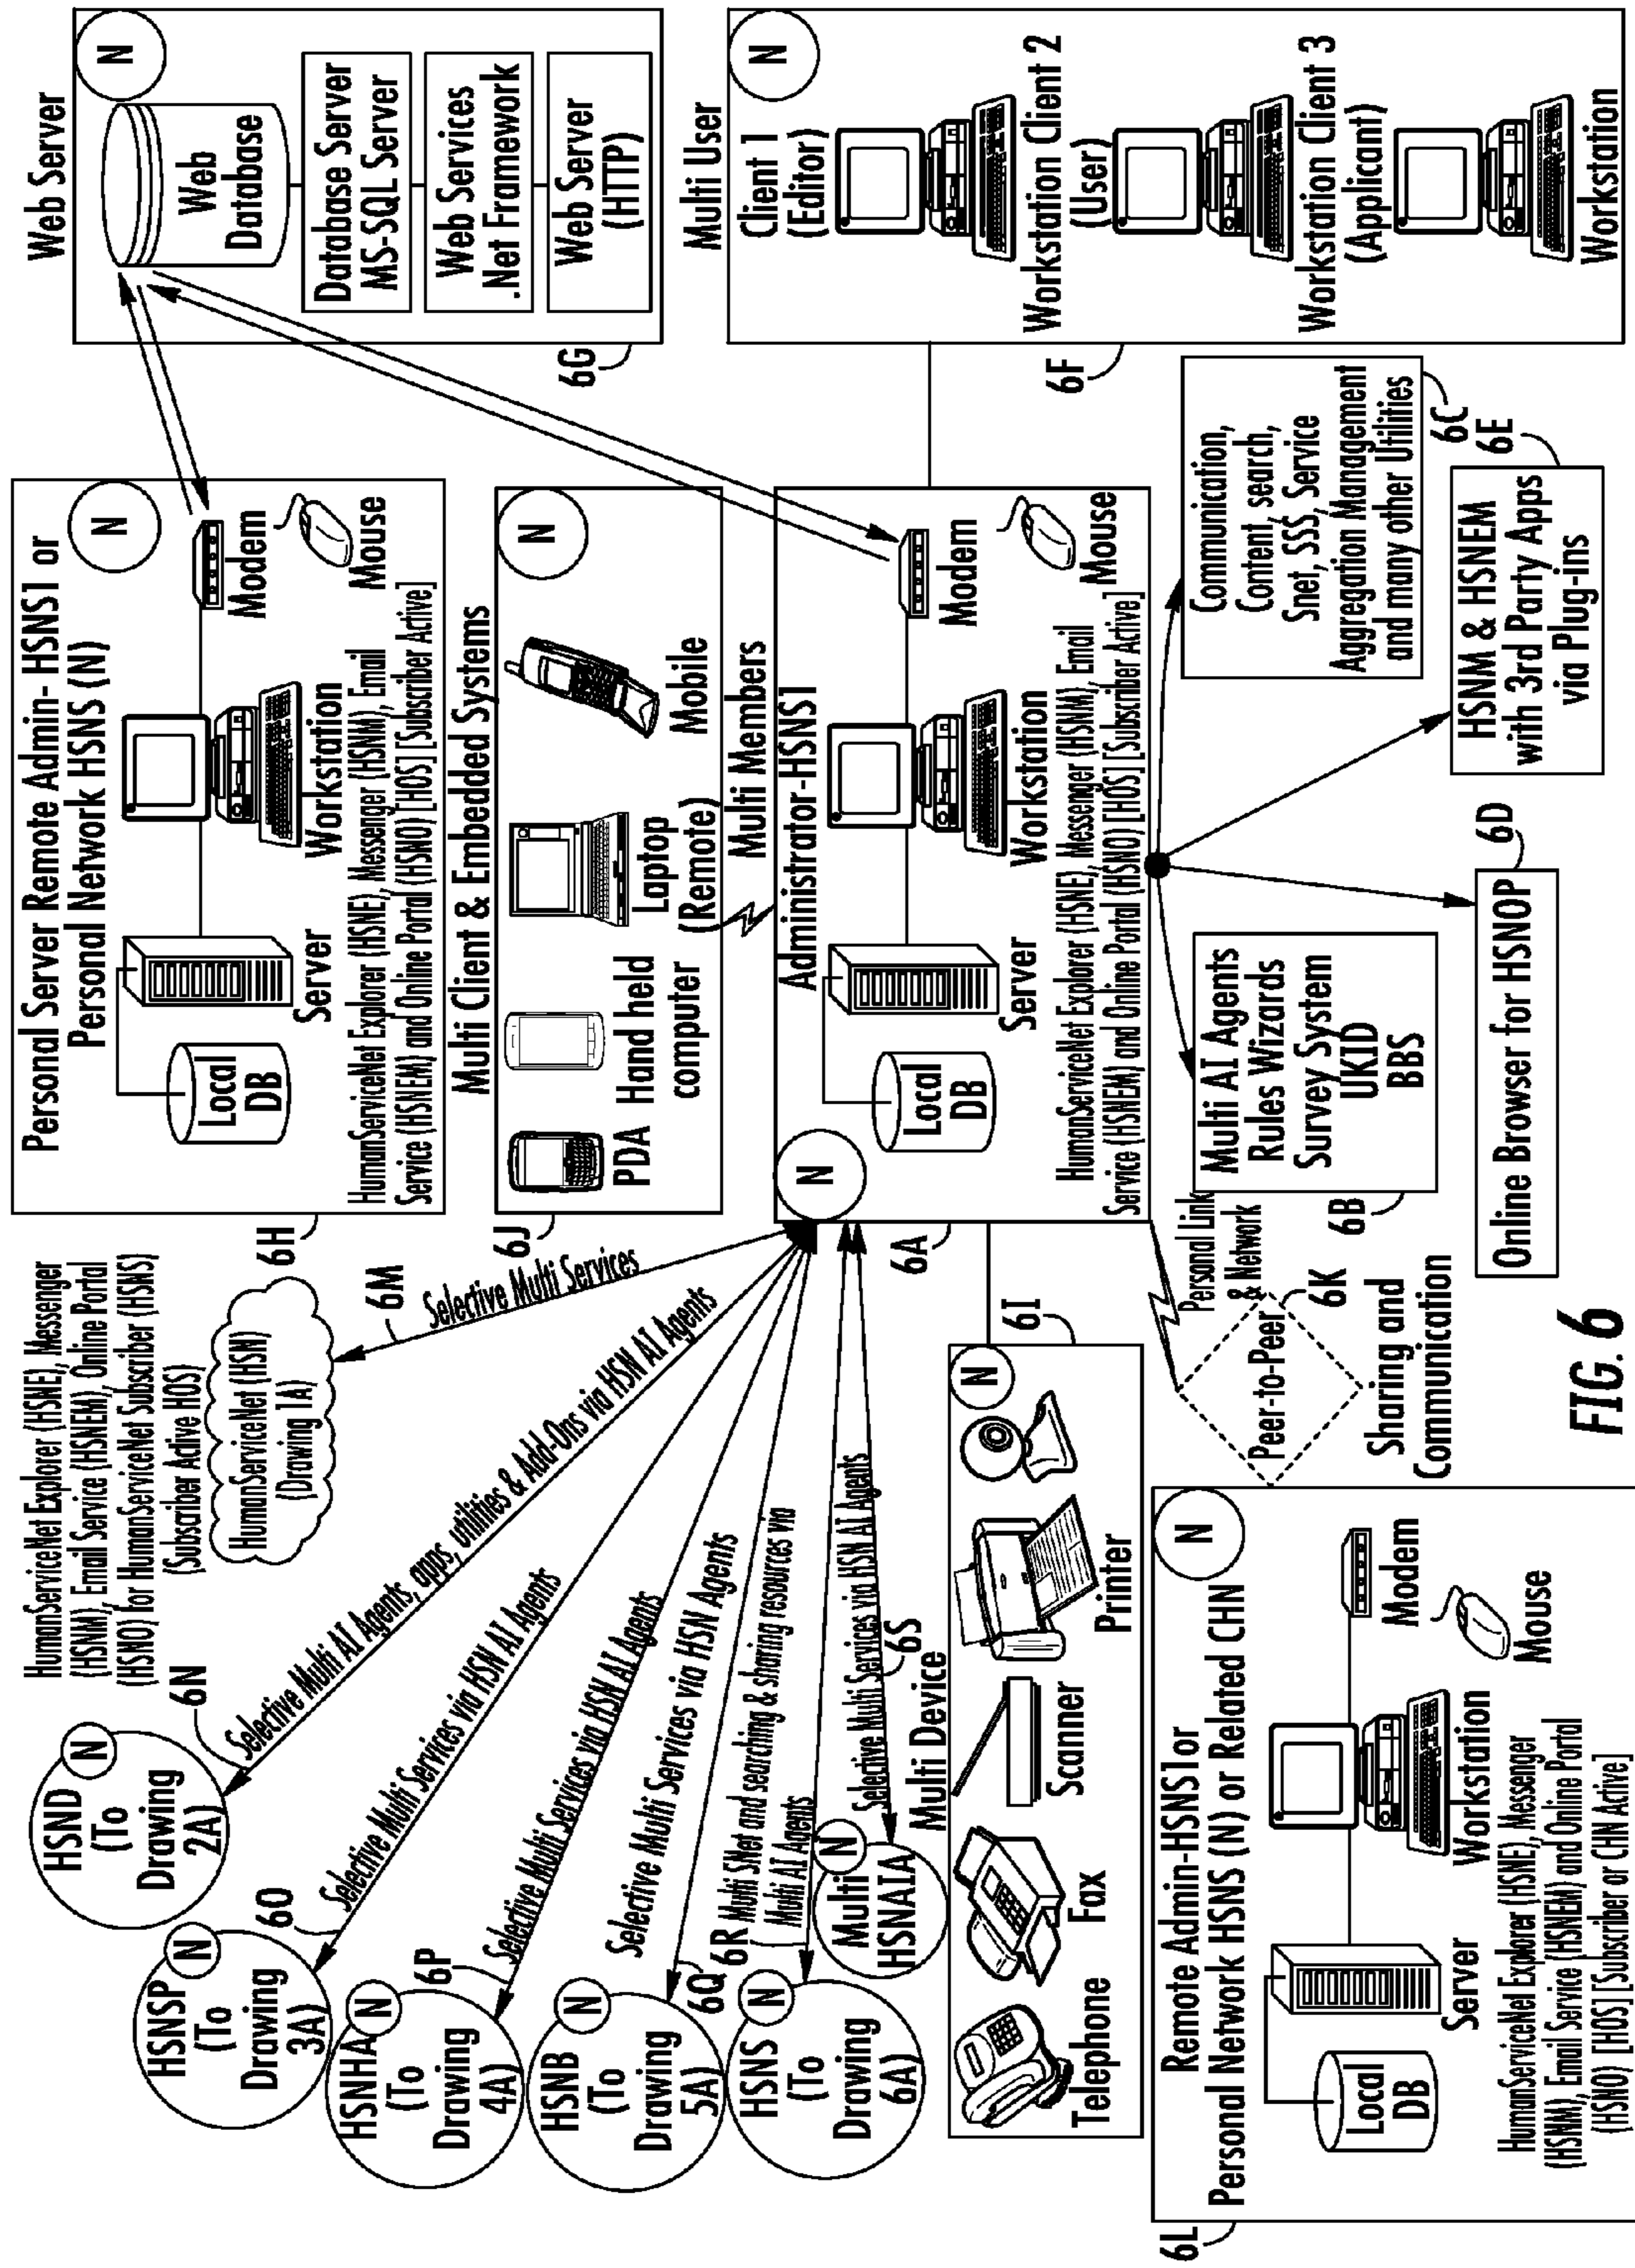 HumanServiceNet Explorer (HSNE), Messenger
(HSNM), Email Service (HSNEM), Online Portal
(HSNO) for HumanServiceNet Subscriber (HSNS)
(Subscriber Active HOS)
HumanServiceNet (HSN)
(Drawing 1A)
Personal Server Remote Admin- HSNS1 or
Personal Network HSNS (N)
N
Local
DB
Server
Workstation
Modem
Mouse
HumanServiceNet Explorer (HSNE), Messenger (HSNM), Email
Service (HSNEM) and Online Portal (HSNO) [HOS] [Subscriber Active]
6H
Web Server
N
Web
Database
Database Server
MS-SQL Server
Web Services
.Net Framework
Web Server
(HTTP)
6G
HSND
(To
Drawing
2A)
N
6N
Selective Multi AI Agents, apps, utilities & Add-Ons via HSN AI Agents
6M
Selective Multi Services
HSNSP
(To
Drawing
3A)
N
6O
Selective Multi Services via HSN AI Agents
HSNHA
(To
Drawing
4A)
N
6P
Selective Multi Services via HSN AI Agents
HSNB
(To
Drawing
5A)
N
6Q
Selective Multi Services via HSN Agents
HSNS
(To
Drawing
6A)
N
6R
Multi SNet and searching & sharing resources via
Multi AI Agents
Multi
HSNAIA
N
Selective Multi Services via HSN AI Agents
6S
Multi Client & Embedded Systems
N
PDA
Hand held
computer
Laptop
(Remote)
Mobile
6J
Multi Members
Administrator-HSNS1
N
Local
DB
Server
Workstation
Modem
Mouse
HumanServiceNet Explorer (HSNE), Messenger (HSNM), Email
Service (HSNEM) and Online Portal (HSNO) [HOS] [Subscriber Active]
6A
Multi User
N
Client 1
(Editor)
Workstation Client 2
(User)
Workstation Client 3
(Applicant)
Workstation
6F
Multi Device
N
Telephone
Fax
Scanner
Printer
6I
Communication,
Content, search,
Snet, SSS, Service
Aggregation Management
and many other Utilities
6C
Multi AI Agents
Rules Wizards
Survey System
UKID
BBS
6B
HSNM & HSNEM
with 3rd Party Apps
via Plug-ins
6E
Online Browser for HSNOP
6D
Personal Link
& Network
Peer-to-Peer
6K
Sharing and
Communication
Remote Admin-HSNS1 or
Personal Network HSNS (N) or Related CHN
N
Local
DB
Server
Workstation
Modem
Mouse
HumanServiceNet Explorer (HSNE), Messenger
(HSNM), Email Service (HSNEM) and Online Portal
(HSNO) [HOS] [Subscriber or CHN Active]
6L
FIG. 6